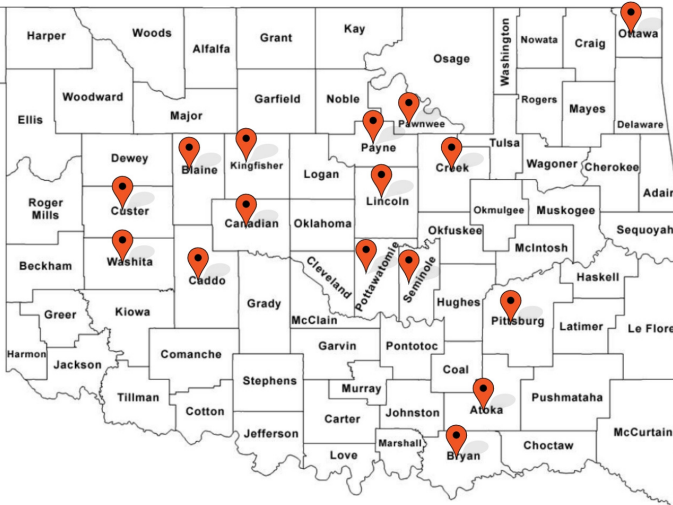 Harper
Woods
Alfalfa
Grant
Kay
Osage
Washington
Nowata
Craig
Ottawa
Ellis
Woodward
Major
Garfield
Noble
Pawnwee
Rogers
Mayes
Delaware
Dewey
Blaine
Kingfisher
Logan
Payne
Creek
Tulsa
Wagoner
Cherokee
Adair
Roger
Mills
Custer
Canadian
Oklahoma
Lincoln
Okfuskee
Okmulgee
Muskogee
Sequoyah
Beckham
Washita
Caddo
Grady
Cleveland
Pottawatomie
Seminole
Hughes
McIntosh
Haskell
Greer
Kiowa
McClain
Pittsburg
Latimer
Le Flore
Harmon
Jackson
Comanche
Garvin
Pontotoc
Coal
Tillman
Cotton
Stephens
Murray
Johnston
Atoka
Pushmataha
Jefferson
Carter
Love
Marshall
Bryan
Choctaw
McCurtain